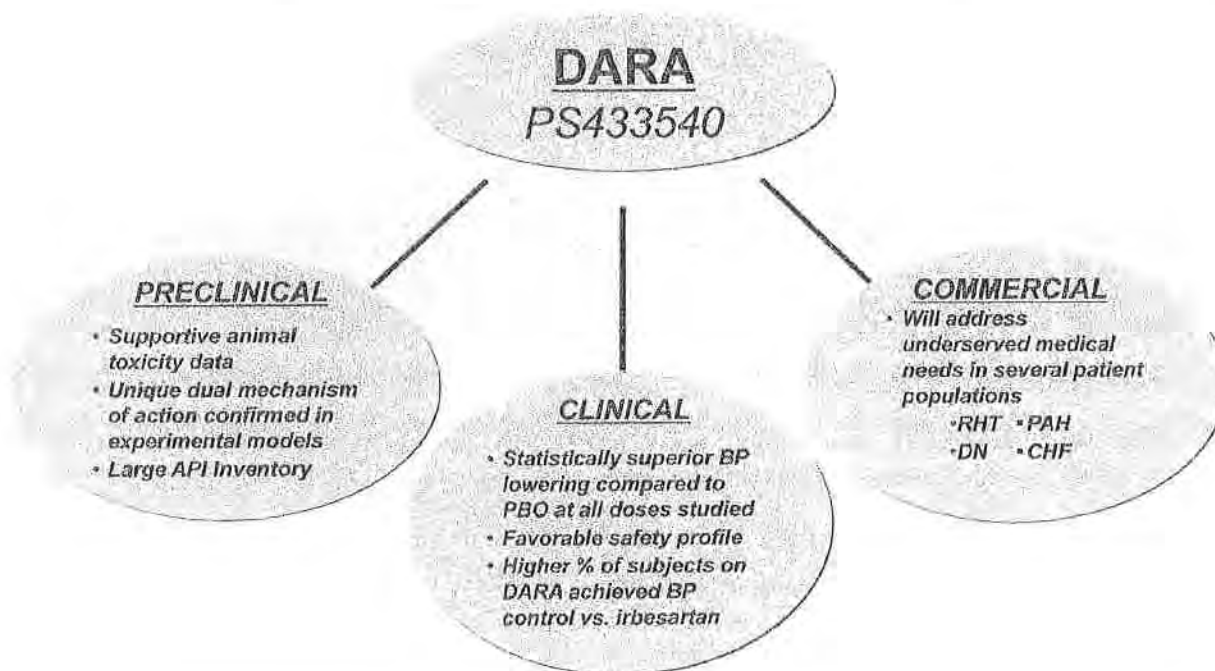 DARA
PS433540
PRECLINICAL
• Supportive animal
toxicity data
• Unique dual mechanism
of action confirmed in
experimental models
• Large API Inventory
CLINICAL
• Statistically superior BP
lowering compared to
PBO at all doses studied
• Favorable safety profile
• Higher % of subjects on
DARA achieved BP
control vs. irbesartan
COMMERCIAL
• Will address
underserved medical
needs in several patient
populations
•RHT •PAH
•DN •CHF